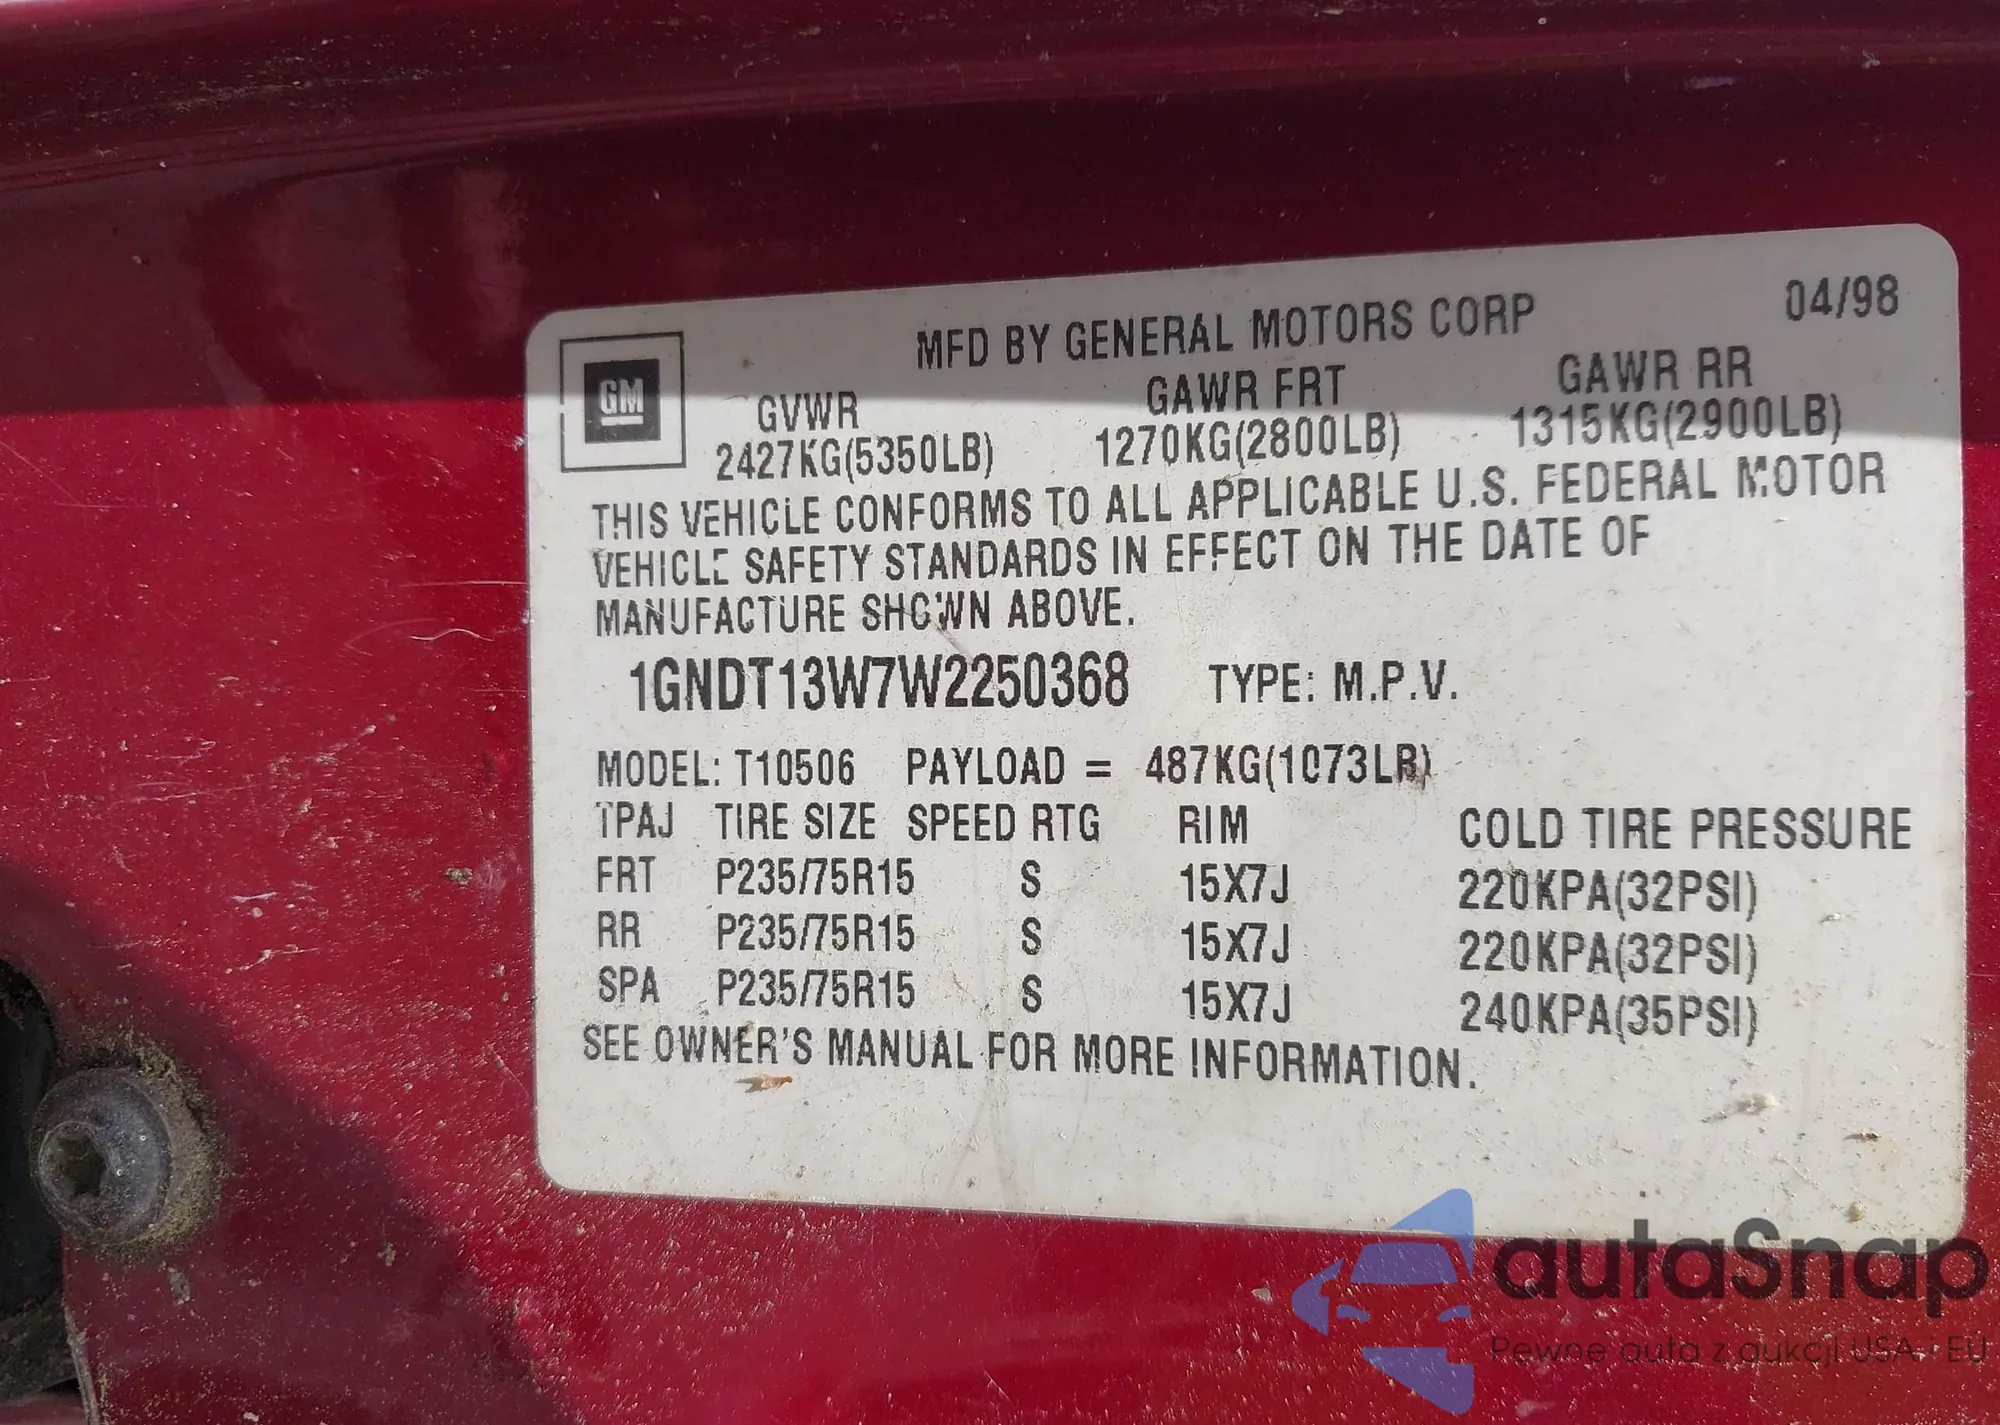 04/98
MFD BY GENERAL MOTORS CORP
GM
GVWR GAWR FRT GAWR RR
2427KG(5350LB) 1270KG(2800LB) 1315KG(2900LB)
THIS VEHICLE CONFORMS TO ALL APPLICABLE U.S. FEDERAL MOTOR
VEHICLE SAFETY STANDARDS IN EFFECT ON THE DATE OF
MANUFACTURE SHOWN ABOVE.
1GNDT13W7W2250368 TYPE: M.P.V.
MODEL: T10506 PAYLOAD = 487KG(1073LB)
TPAJ TIRE SIZE SPEED RTG RIM COLD TIRE PRESSURE
FRT P235/75R15 S 15X7J 220KPA(32PSI)
RR P235/75R15 S 15X7J 220KPA(32PSI)
SPA P235/75R15 S 15X7J 240KPA(35PSI)
SEE OWNER'S MANUAL FOR MORE INFORMATION.
autaSnap
Pewne auta z aukcji USA i EU